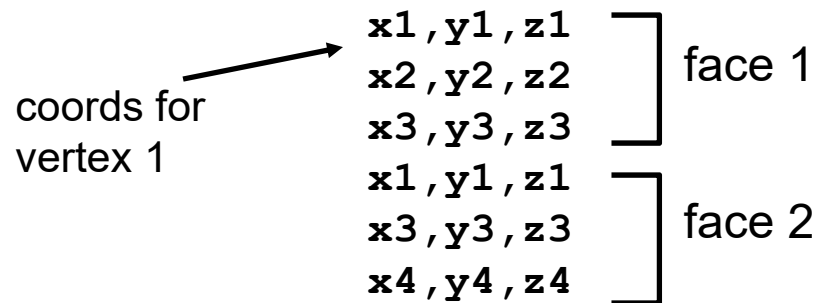 x1,y1,z1
x2,y2,z2
x3,y3,z3
face 1
coords for
vertex 1
x1,y1,z1
x3,y3,z3
x4,y4,z4
face 2